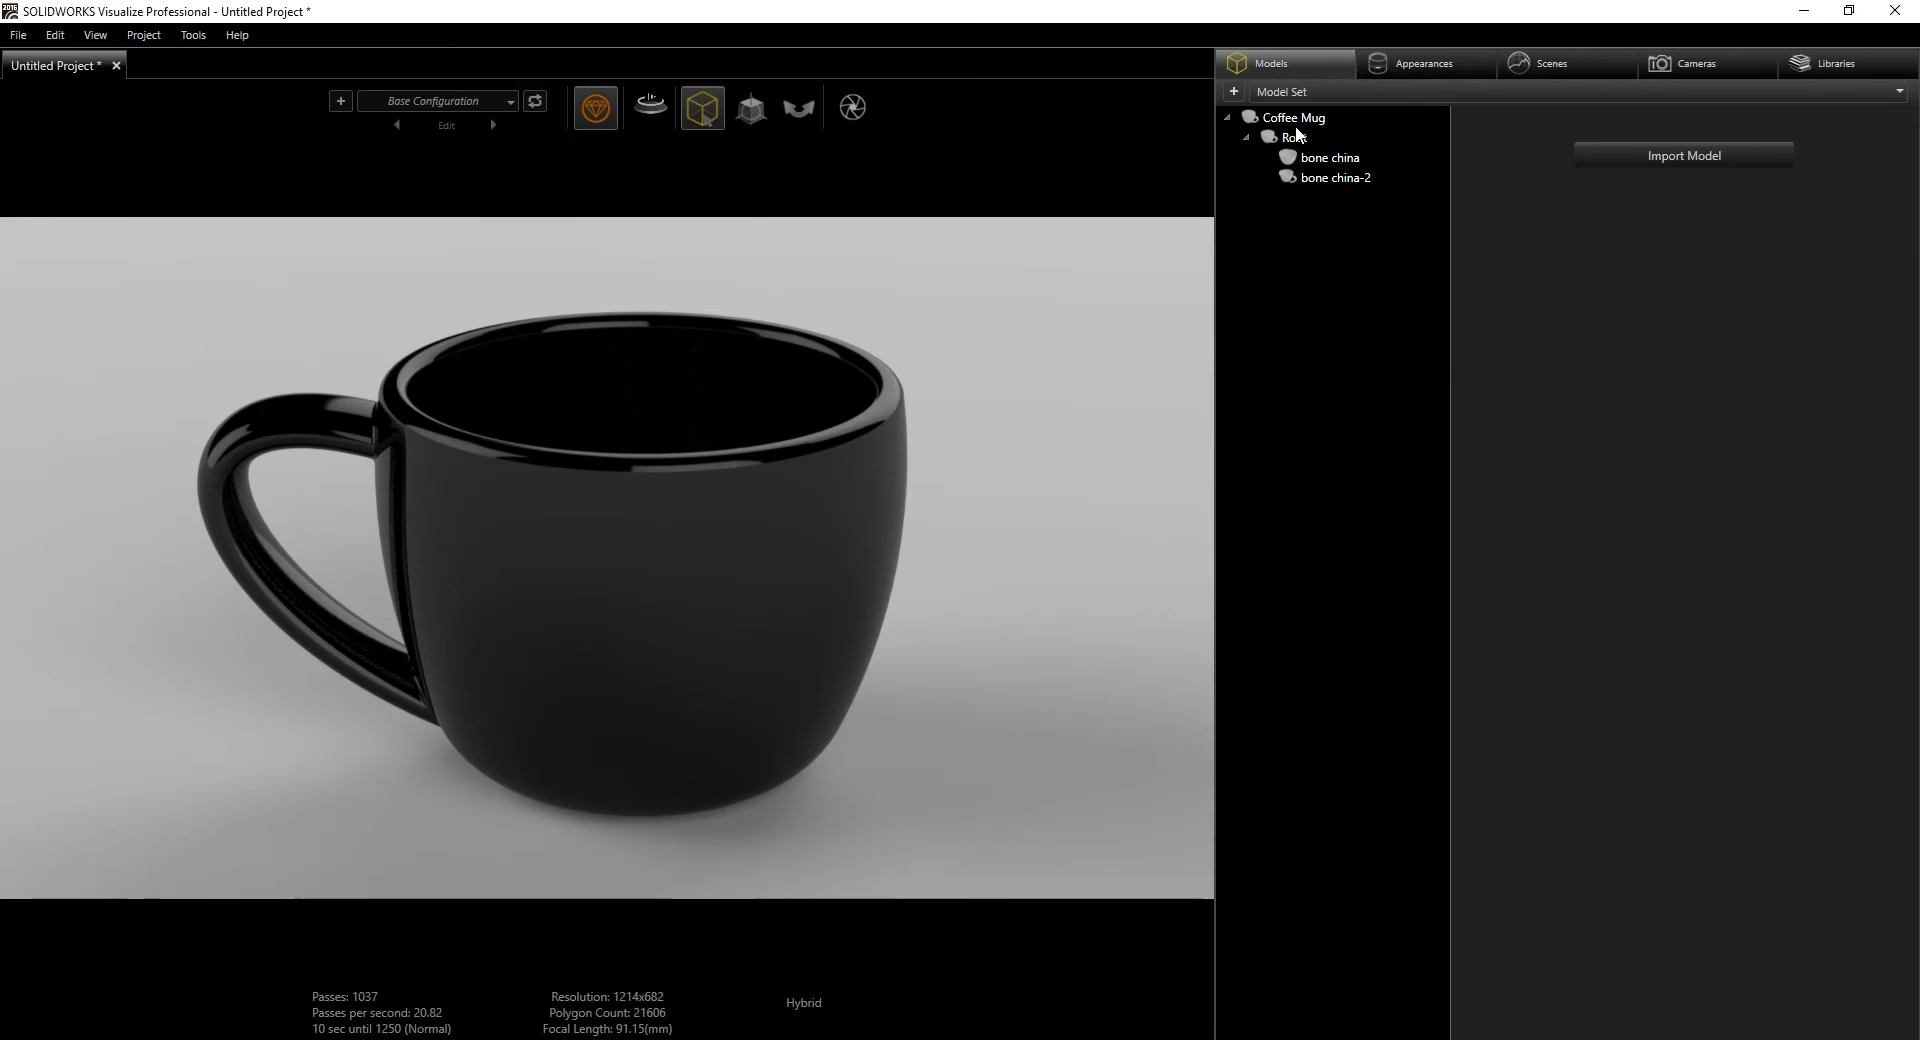 SOLIDWORKS Visualize Professional - Untitled Project *
File Edit View Project Tools Help
Untitled Project *
Models Appearances Scenes Cameras Libraries
Base Configuration
Edit
Model Set
Coffee Mug
bone china
bone china-2
Import Model
Passes: 1037
Passes per second: 20.82
10 sec until 1250 (Normal)
Resolution: 1214x682
Polygon Count: 21606
Focal Length: 91.15(mm)
Hybrid